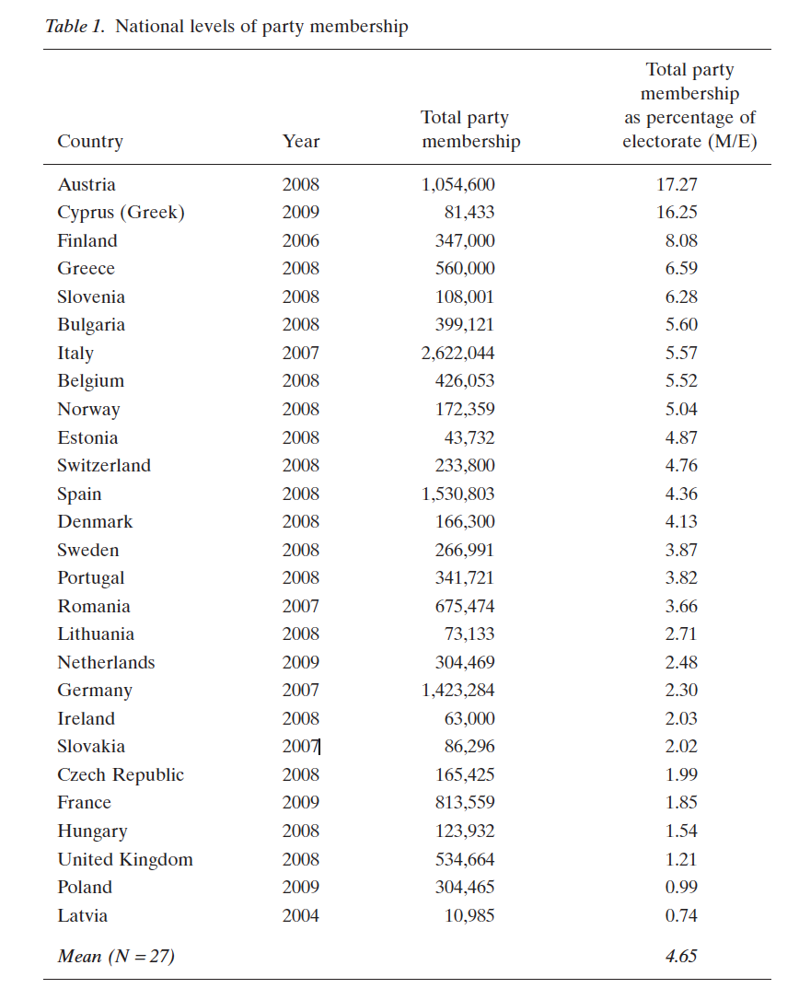 Table 1. National levels of party membership
Country Year Total party membership Total party membership as percentage of electorate (M/E)
Austria 2008 1,054,600 17.27
Cyprus (Greek) 2009 81,433 16.25
Finland 2006 347,000 8.08
Greece 2008 560,000 6.59
Slovenia 2008 108,001 6.28
Bulgaria 2008 399,121 5.60
Italy 2007 2,622,044 5.57
Belgium 2008 426,053 5.52
Norway 2008 172,359 5.04
Estonia 2008 43,732 4.87
Switzerland 2008 233,800 4.76
Spain 2008 1,530,803 4.36
Denmark 2008 166,300 4.13
Sweden 2008 266,991 3.87
Portugal 2008 341,721 3.82
Romania 2007 675,474 3.66
Lithuania 2008 73,133 2.71
Netherlands 2009 304,469 2.48
Germany 2007 1,423,284 2.30
Ireland 2008 63,000 2.03
Slovakia 2007 86,296 2.02
Czech Republic 2008 165,425 1.99
France 2009 813,559 1.85
Hungary 2008 123,932 1.54
United Kingdom 2008 534,664 1.21
Poland 2009 304,465 0.99
Latvia 2004 10,985 0.74
Mean (N = 27) 4.65